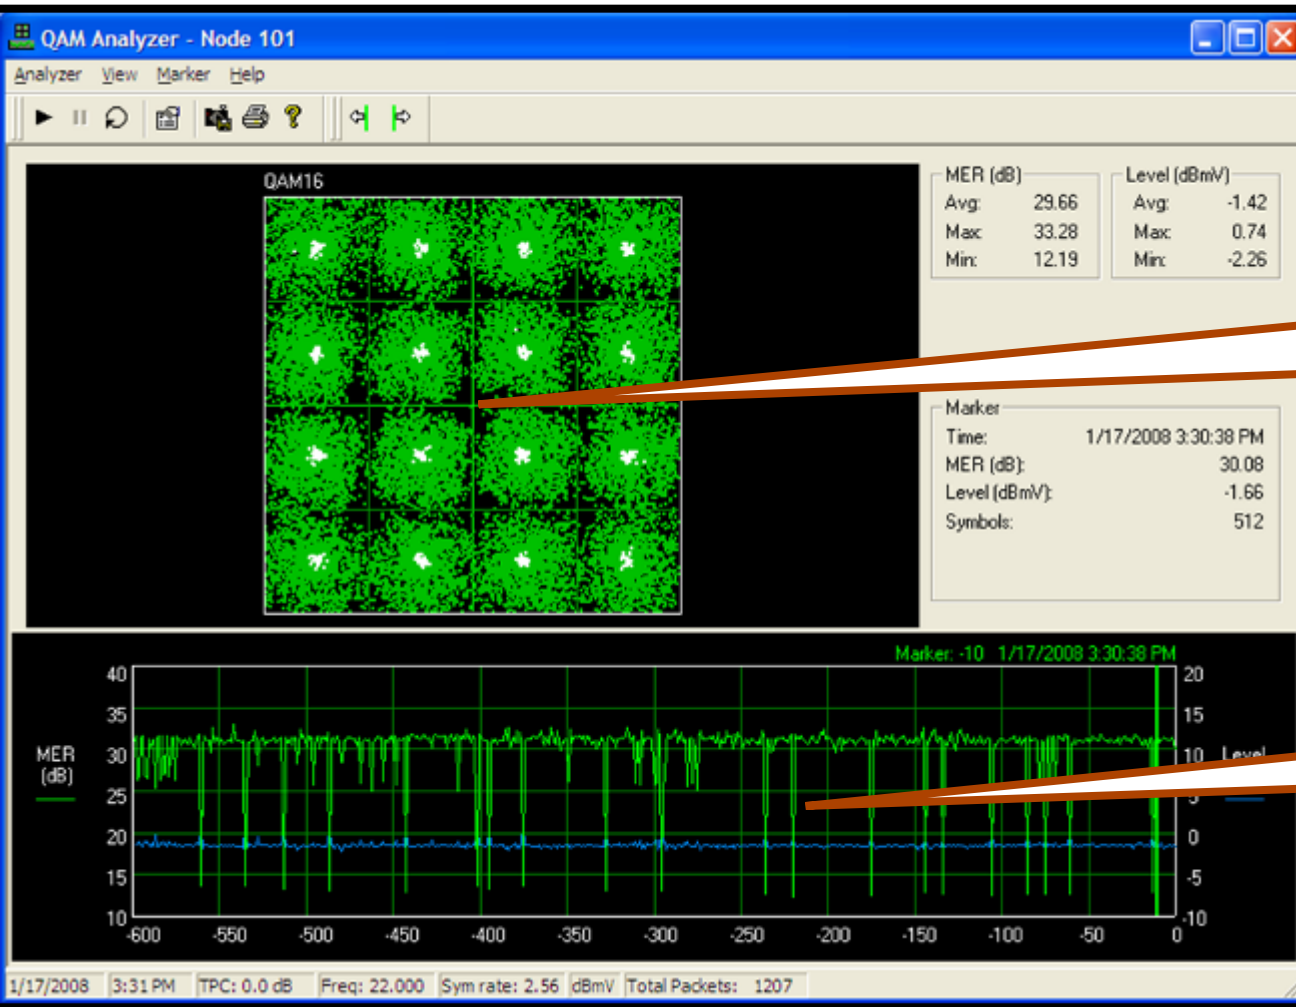 QAM Analyzer - Node 101
Analyzer View Marker Help
QAM16
MER (dB)
Avg: 29.66
Max: 33.28
Min: 12.19
Level (dBmV)
Avg: -1.42
Max: 0.74
Min: -2.26
Marker
Time: 1/17/2008 3:30:38 PM
MER (dB): 30.08
Level (dBmV): -1.66
Symbols: 512
Marker: -10 1/17/2008 3:30:38 PM
40
35
30
25
20
15
10
MER
(dB)
20
15
10
5
0
-5
-10
Level
-600 -550 -500 -450 -400 -350 -300 -250 -200 -150 -100 -50 0
1/17/2008 3:31 PM TPC: 0.0 dB Freq: 22.000 Sym rate: 2.56 dBmV Total Packets: 1207